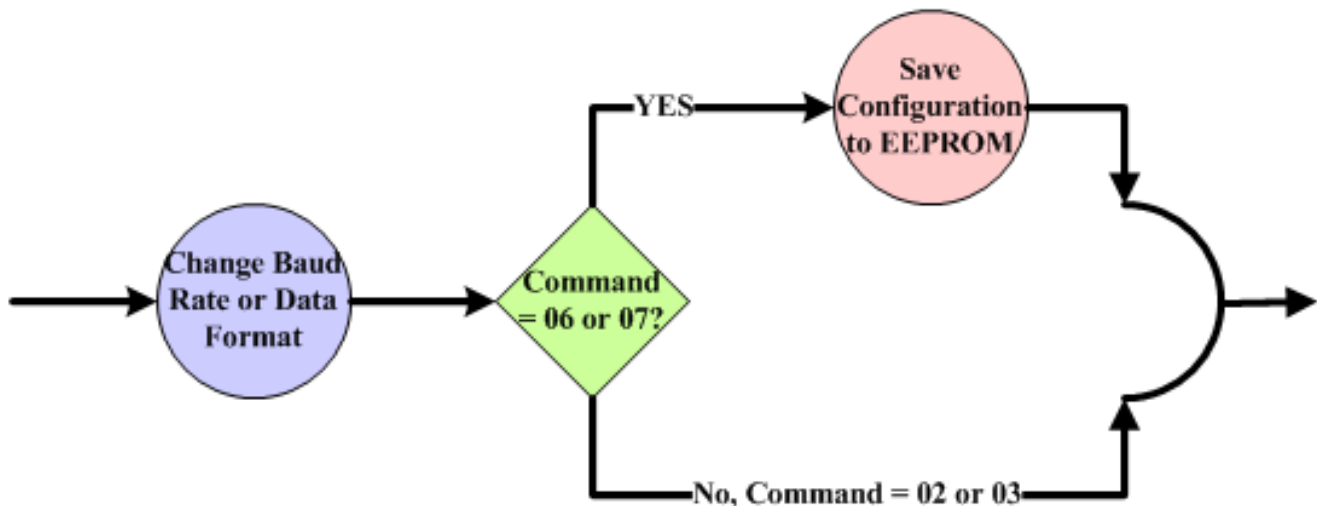 Save
Configuration
to EEPROM
YES
Change Baud
Rate or Data
Format
Command
= 06 or 07?
No, Command = 02 or 03